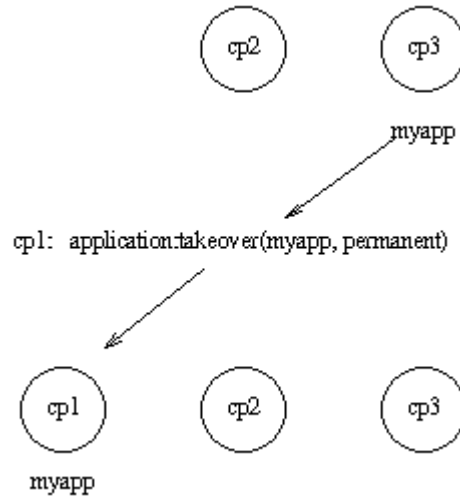 cp2 cp3
myapp
cp1: application:takeover(myapp, permanent)
cp1 cp2 cp3
myapp